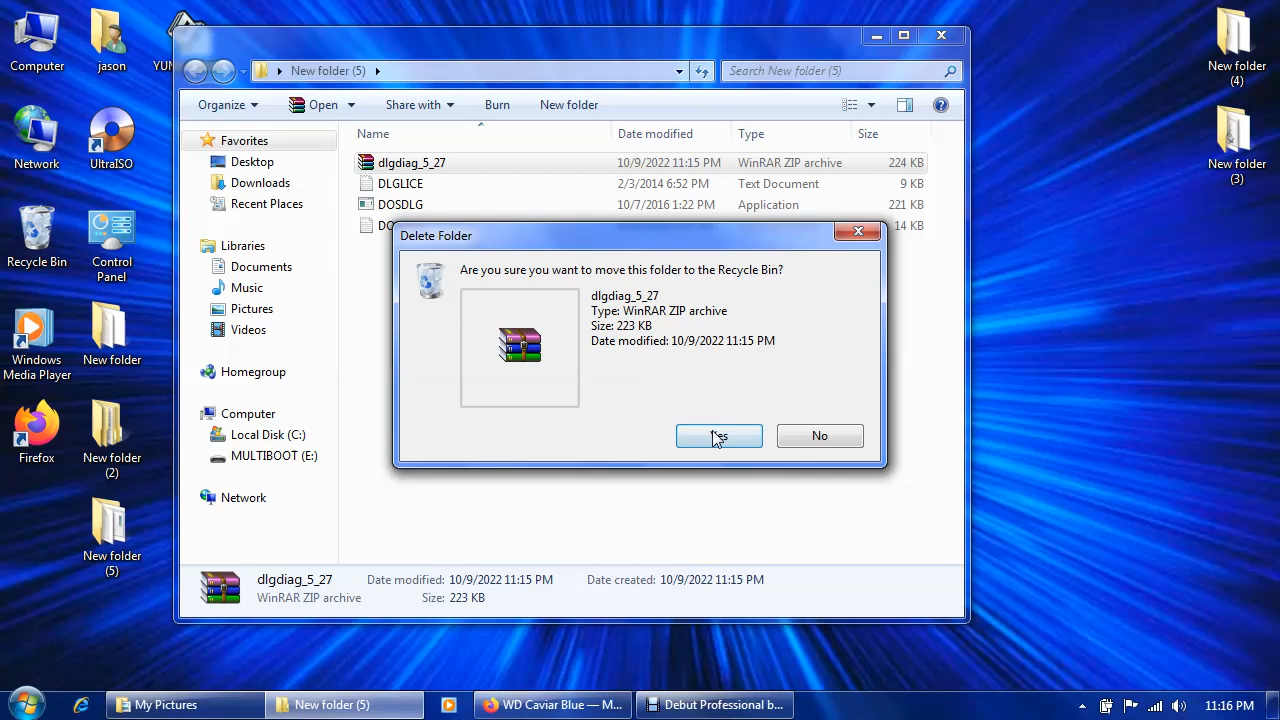 Computer
jason
YU
New folder (4)
Network
UltraISO
New folder (3)
Recycle Bin
Control Panel
Windows Media Player
New folder
Firefox
New folder (2)
New folder (5)
New folder (5)
Search New folder (5)
Organize Open Share with Burn New folder
Favorites
Desktop
Downloads
Recent Places
Libraries
Documents
Music
Pictures
Videos
Homegroup
Computer
Local Disk (C:)
MULTIBOOT (E:)
Network
Name Date modified Type Size
dlgdiag_5_27 10/9/2022 11:15 PM WinRAR ZIP archive 224 KB
DLGLICE 2/3/2014 6:52 PM Text Document 9 KB
DOSDLG 10/7/2016 1:22 PM Application 221 KB
14 KB
Delete Folder
Are you sure you want to move this folder to the Recycle Bin?
dlgdiag_5_27
Type: WinRAR ZIP archive
Size: 223 KB
Date modified: 10/9/2022 11:15 PM
Yes No
dlgdiag_5_27 Date modified: 10/9/2022 11:15 PM Date created: 10/9/2022 11:15 PM
WinRAR ZIP archive Size: 223 KB
My Pictures New folder (5) WD Caviar Blue — M... Debut Professional b... 11:16 PM